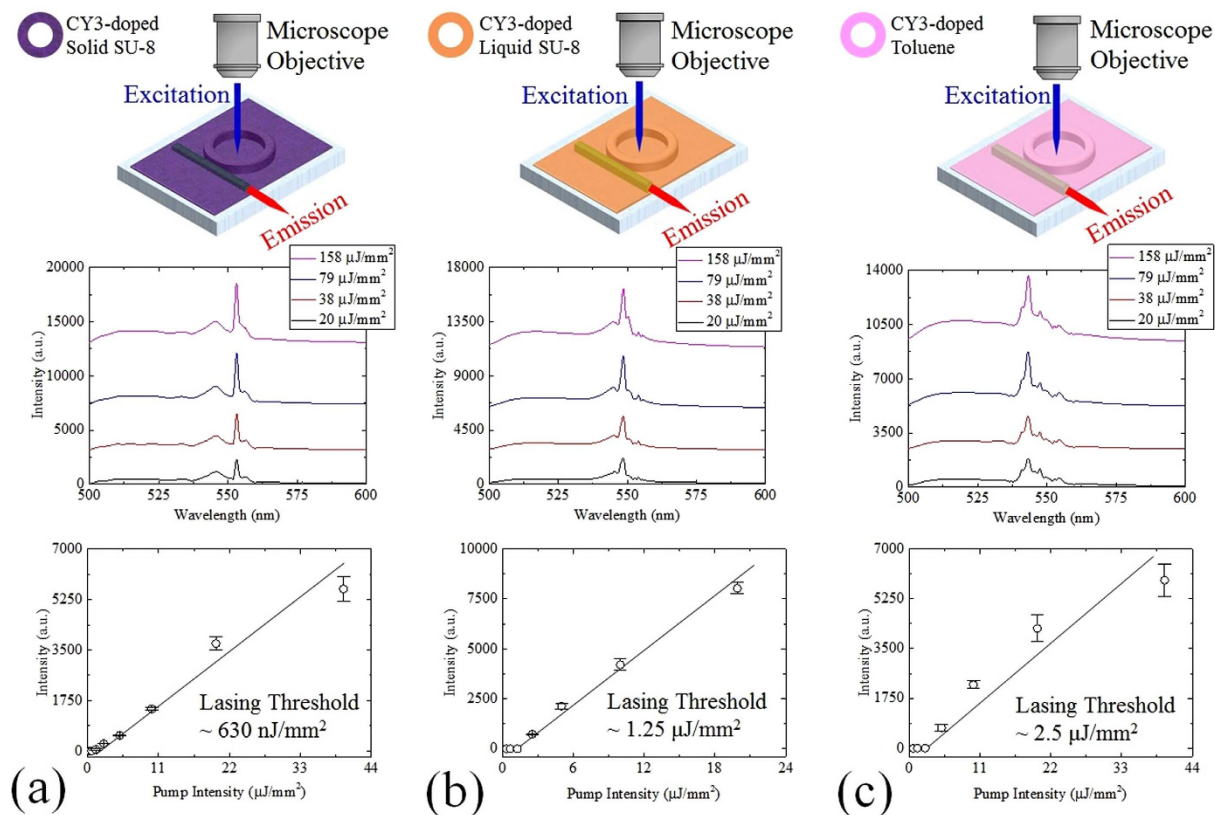 CY3-doped
Solid SU-8
Microscope
Objective
Excitation
Emission
CY3-doped
Liquid SU-8
Microscope
Objective
Excitation
Emission
CY3-doped
Toluene
Microscope
Objective
Excitation
Emission
158 μJ/mm²
79 μJ/mm²
38 μJ/mm²
20 μJ/mm²
20000
15000
10000
5000
0
Intensity (a.u.)
500 525 550 575 600
Wavelength (nm)
158 μJ/mm²
79 μJ/mm²
38 μJ/mm²
20 μJ/mm²
18000
13500
9000
4500
0
Intensity (a.u.)
500 525 550 575 600
Wavelength (nm)
158 μJ/mm²
79 μJ/mm²
38 μJ/mm²
20 μJ/mm²
14000
10500
7000
3500
0
Intensity (a.u.)
500 525 550 575 600
Wavelength (nm)
7000
5250
3500
1750
0
Intensity (a.u.)
Lasing Threshold
~ 630 nJ/mm²
0 11 22 33 44
Pump Intensity (μJ/mm²)
(a)
10000
7500
5000
2500
0
Intensity (a.u.)
Lasing Threshold
~ 1.25 μJ/mm²
0 6 12 18 24
Pump Intensity (μJ/mm²)
(b)
7000
5250
3500
1750
0
Intensity (a.u.)
Lasing Threshold
~ 2.5 μJ/mm²
0 11 22 33 44
Pump Intensity (μJ/mm²)
(c)